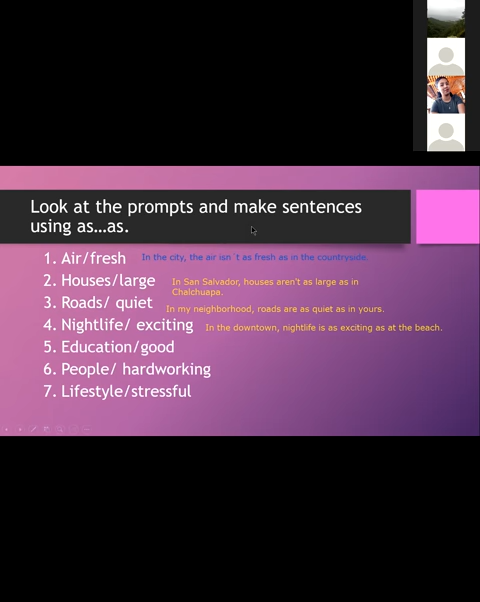 Look at the prompts and make sentences
using as...as.
1. Air/fresh
In the city, the air isn´t as fresh as in the countryside.
2. Houses/large
In San Salvador, houses aren't as large as in
Chalchuapa.
3. Roads/ quiet
In my neighborhood, roads are as quiet as in yours.
4. Nightlife/ exciting
In the downtown, nightlife is as exciting as at the beach.
5. Education/good
6. People/ hardworking
7. Lifestyle/stressful